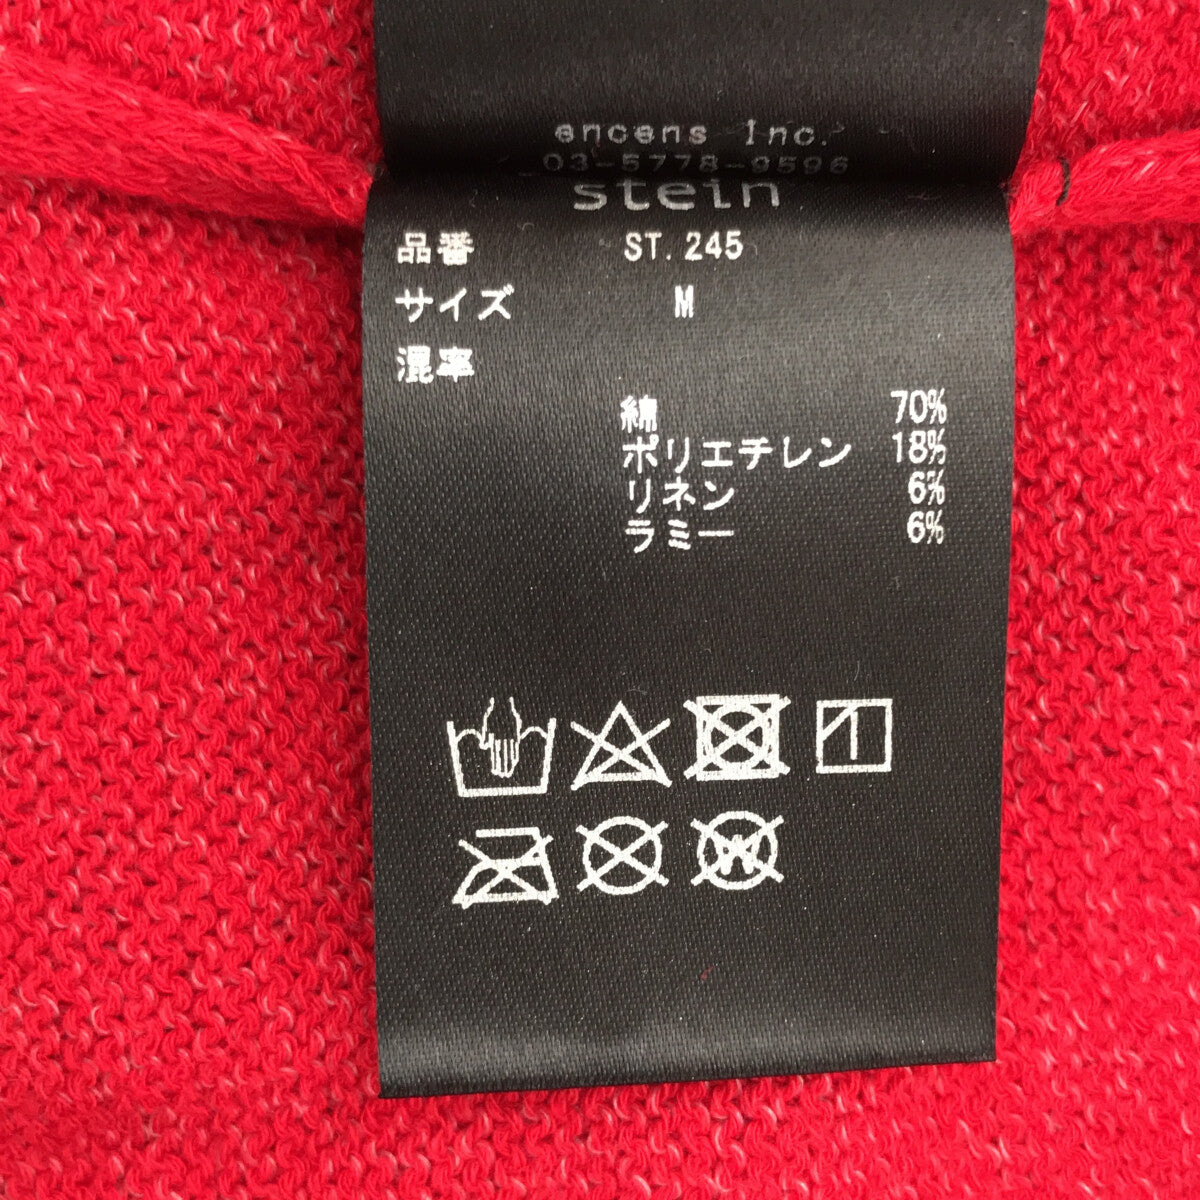 encens Inc.
03-5778-9596
stein
品番 ST.245
サイズ M
混率
綿 70%
ポリエチレン 18%
リネン 6%
ラミー 6%
W